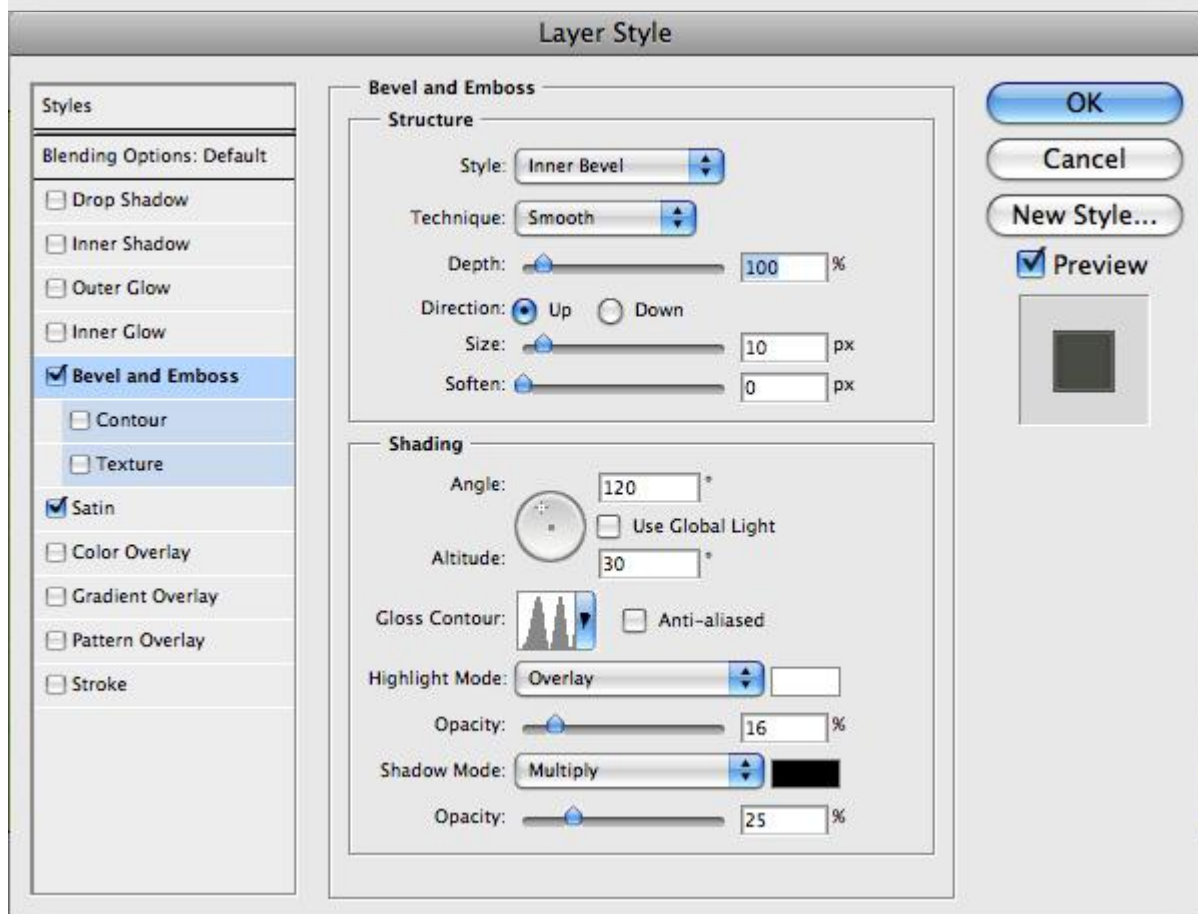 Layer Style
Styles
Blending Options: Default
Drop Shadow
Inner Shadow
Outer Glow
Inner Glow
Bevel and Emboss
Contour
Texture
Satin
Color Overlay
Gradient Overlay
Pattern Overlay
Stroke
Bevel and Emboss
Structure
Style: Inner Bevel
Technique: Smooth
Depth: 100 %
Direction: Up Down
Size: 10 px
Soften: 0 px
Shading
Angle: 120 °
Use Global Light
Altitude: 30 °
Gloss Contour: Anti-aliased
Highlight Mode: Overlay
Opacity: 16 %
Shadow Mode: Multiply
Opacity: 25 %
OK
Cancel
New Style...
Preview